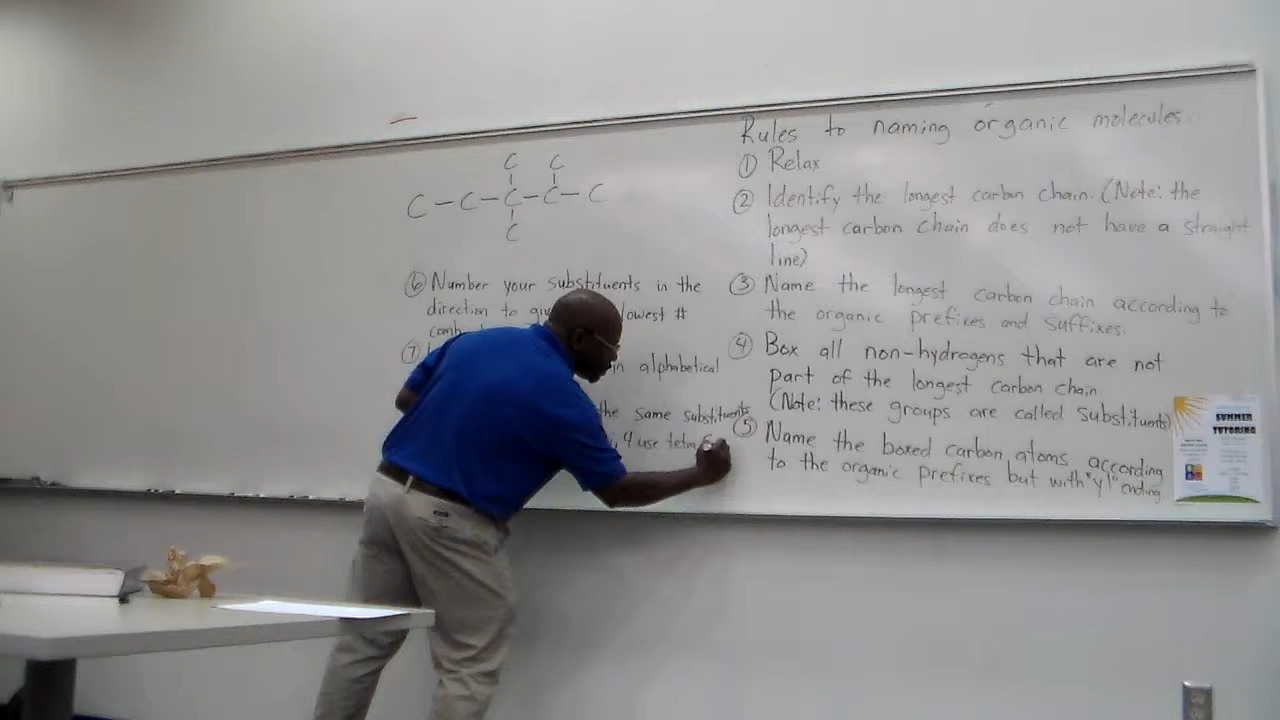 C C
C – C – C – C – C
C
⑥ Number your substituents in the
direction to lowest #
⑦
in alphabetical
the same substituents
, 4 use tetra
Rules to naming organic molecules
① Relax
② Identify the longest carbon chain. (Note: the
longest carbon chain does not have a straight
line)
③ Name the longest carbon chain according to
the organic prefixes and suffixes.
④ Box all non-hydrogens that are not
part of the longest carbon chain.
(Note: these groups are called substituents)
⑤ Name the boxed carbon atoms according
to the organic prefixes but with "yl" ending
SUMMER
TUTORING